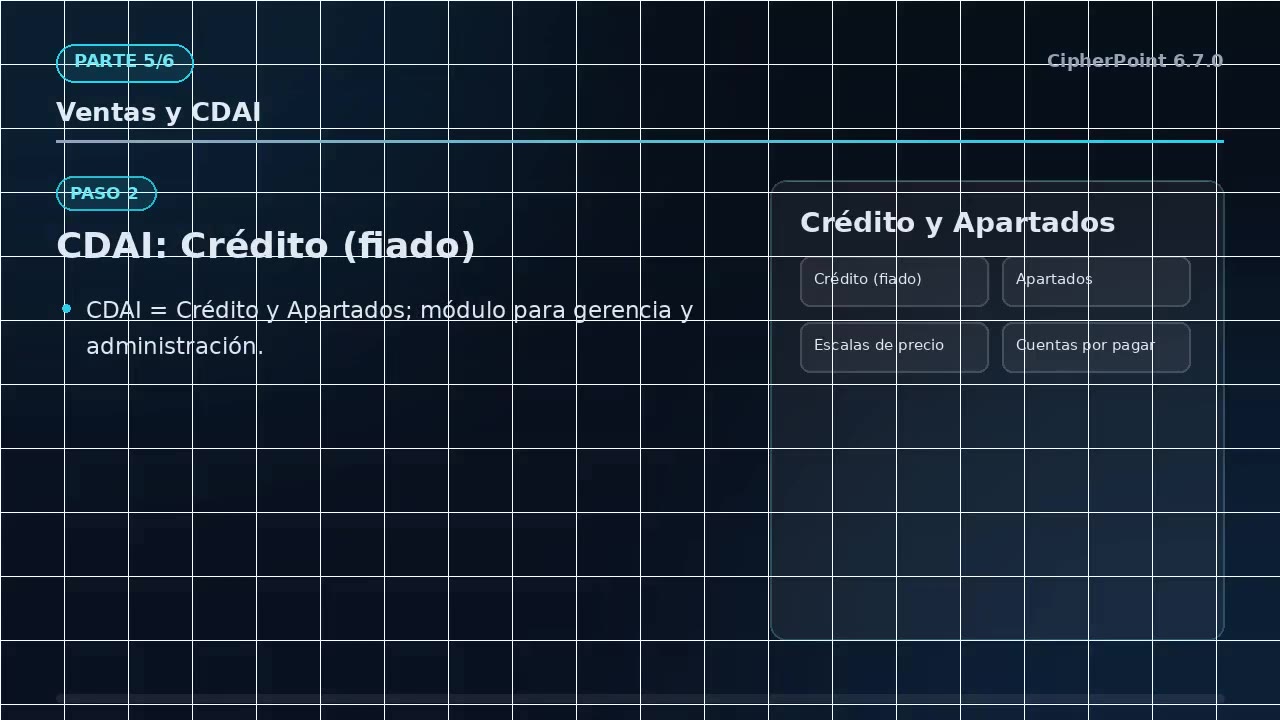 PARTE 5/6
CipherPoint 6.7.0
Ventas y CDAI
PASO 2
CDAI: Crédito (fiado)
CDAI = Crédito y Apartados; módulo para gerencia y
administración.
Crédito y Apartados
Crédito (fiado)
Apartados
Escalas de precio
Cuentas por pagar